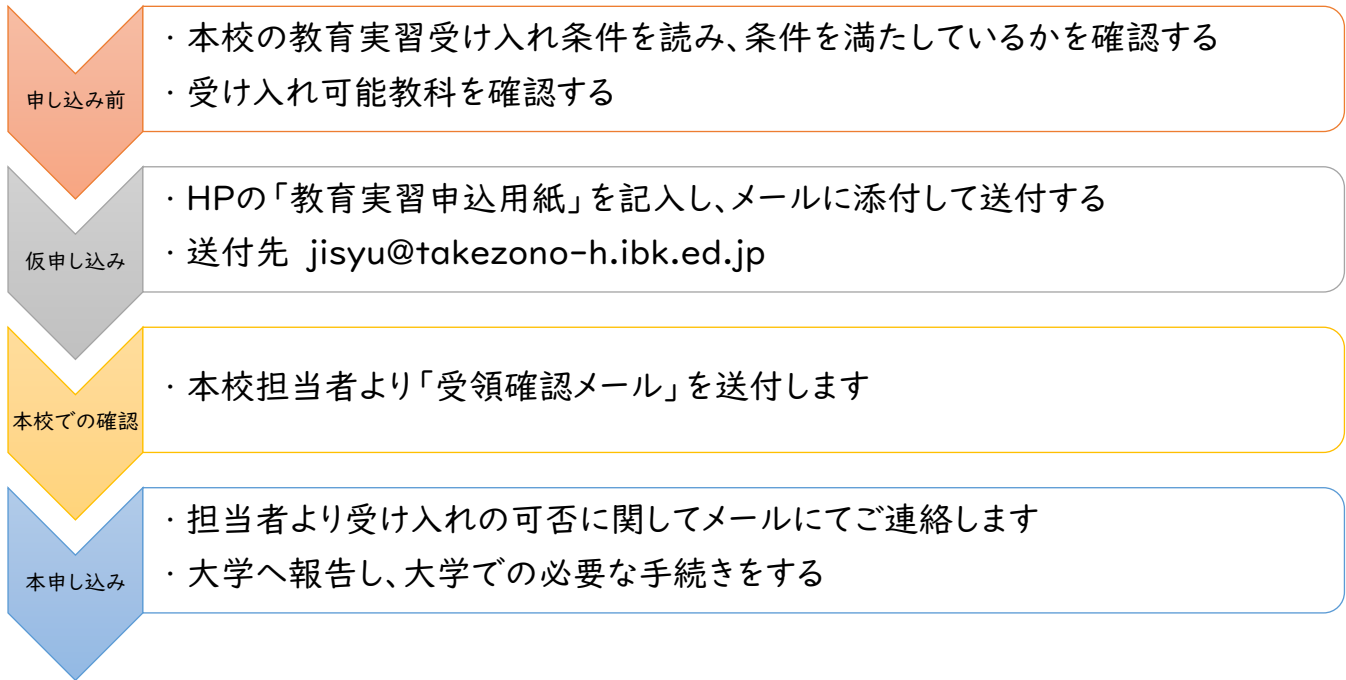 申し込み前
・本校の教育実習受け入れ条件を読み、条件を満たしているかを確認する
・受け入れ可能教科を確認する
仮申し込み
・HPの「教育実習申込用紙」を記入し、メールに添付して送付する
・送付先 jisyu@takezono-h.ibk.ed.jp
本校での確認
・本校担当者より「受領確認メール」を送付します
本申し込み
・担当者より受け入れの可否に関してメールにてご連絡します
・大学へ報告し、大学での必要な手続きをする